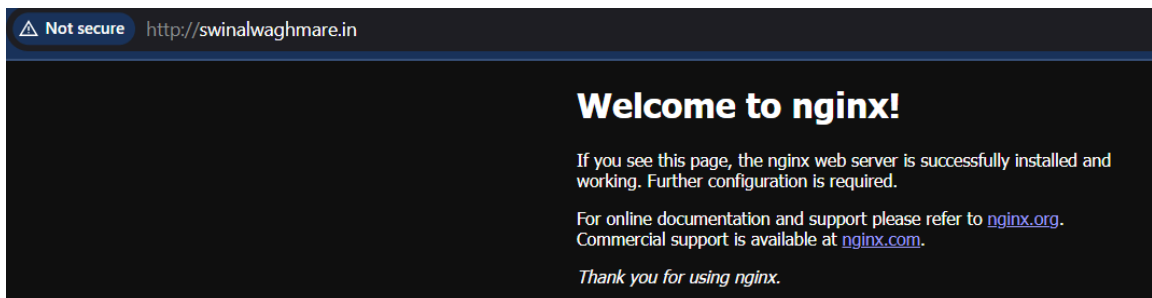 Not secure http://swinalwaghmare.in
Welcome to nginx!
If you see this page, the nginx web server is successfully installed and
working. Further configuration is required.
For online documentation and support please refer to nginx.org.
Commercial support is available at nginx.com.
Thank you for using nginx.